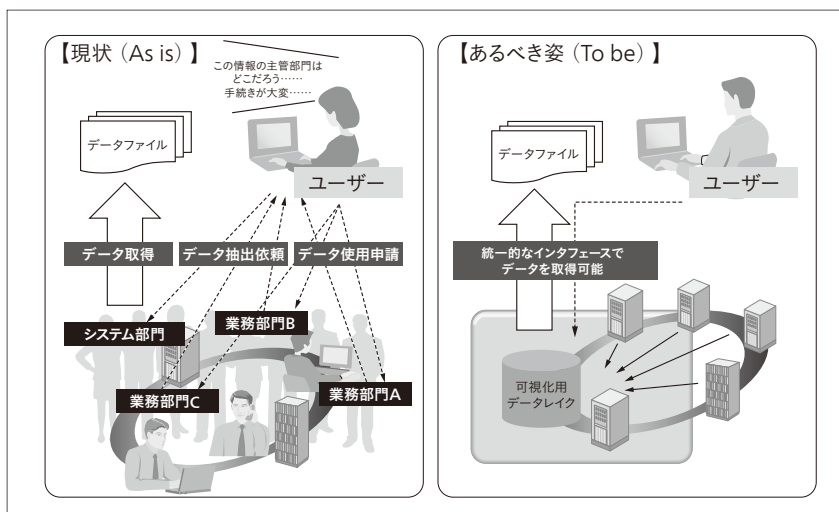 【現状（As is）】
この情報の主管部門は
どこだろう……
手続きが大変……
データファイル
ユーザー
データ取得
データ抽出依頼
データ使用申請
システム部門
業務部門B
業務部門C
業務部門A
【あるべき姿（To be）】
データファイル
ユーザー
統一的なインタフェースで
データを取得可能
可視化用
データレイク